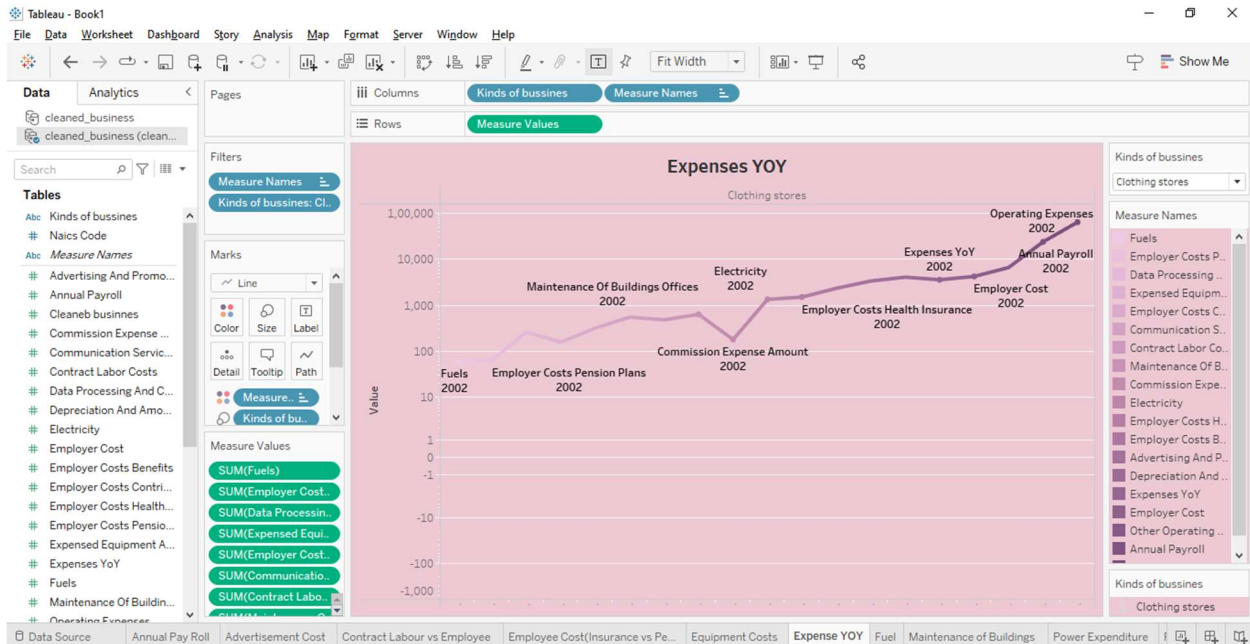 Tableau - Book1
File Data Worksheet Dashboard Story Analysis Map Format Server Window Help
Fit Width
Show Me
Data Analytics
cleaned_business
cleaned_business (clean...
Search
Tables
Abc Kinds of bussines
# Naics Code
Abc Measure Names
# Advertising And Promo...
# Annual Payroll
# Cleaneb businnes
# Commission Expense ...
# Communication Servic...
# Contract Labor Costs
# Data Processing And C...
# Depreciation And Amo...
# Electricity
# Employer Cost
# Employer Costs Benefits
# Employer Costs Contri...
# Employer Costs Health...
# Employer Costs Pensio...
# Expensed Equipment A...
# Expenses YoY
# Fuels
# Maintenance Of Buildin...
# Operating Expenses
Pages
Filters
Measure Names
Kinds of bussines: Cl..
Marks
Line
Color Size Label
Detail Tooltip Path
Measure..
Kinds of bu..
Measure Values
SUM(Fuels)
SUM(Employer Cost..
SUM(Data Processin..
SUM(Expensed Equi..
SUM(Employer Cost..
SUM(Communicatio..
SUM(Contract Labo..
Columns Kinds of bussines Measure Names
Rows Measure Values
Expenses YOY
Clothing stores
Value
1,00,000
10,000
1,000
100
10
1
0
-1
-10
-100
-1,000
Fuels
2002
Employer Costs Pension Plans
2002
Maintenance Of Buildings Offices
2002
Commission Expense Amount
2002
Electricity
2002
Employer Costs Health Insurance
2002
Expenses YoY
2002
Employer Cost
2002
Operating Expenses
2002
Annual Payroll
2002
Kinds of bussines
Clothing stores
Measure Names
Fuels
Employer Costs P..
Data Processing ..
Expensed Equipm..
Employer Costs C..
Communication S..
Contract Labor Co..
Maintenance Of B..
Commission Expe..
Electricity
Employer Costs H..
Employer Costs B..
Advertising And P..
Depreciation And ..
Expenses YoY
Employer Cost
Other Operating ..
Annual Payroll
Kinds of bussines
Clothing stores
Data Source Annual Pay Roll Advertisement Cost Contract Labour vs Employee Employee Cost(Insurance vs Pe... Equipment Costs Expense YOY Fuel Maintenance of Buildings Power Expenditure